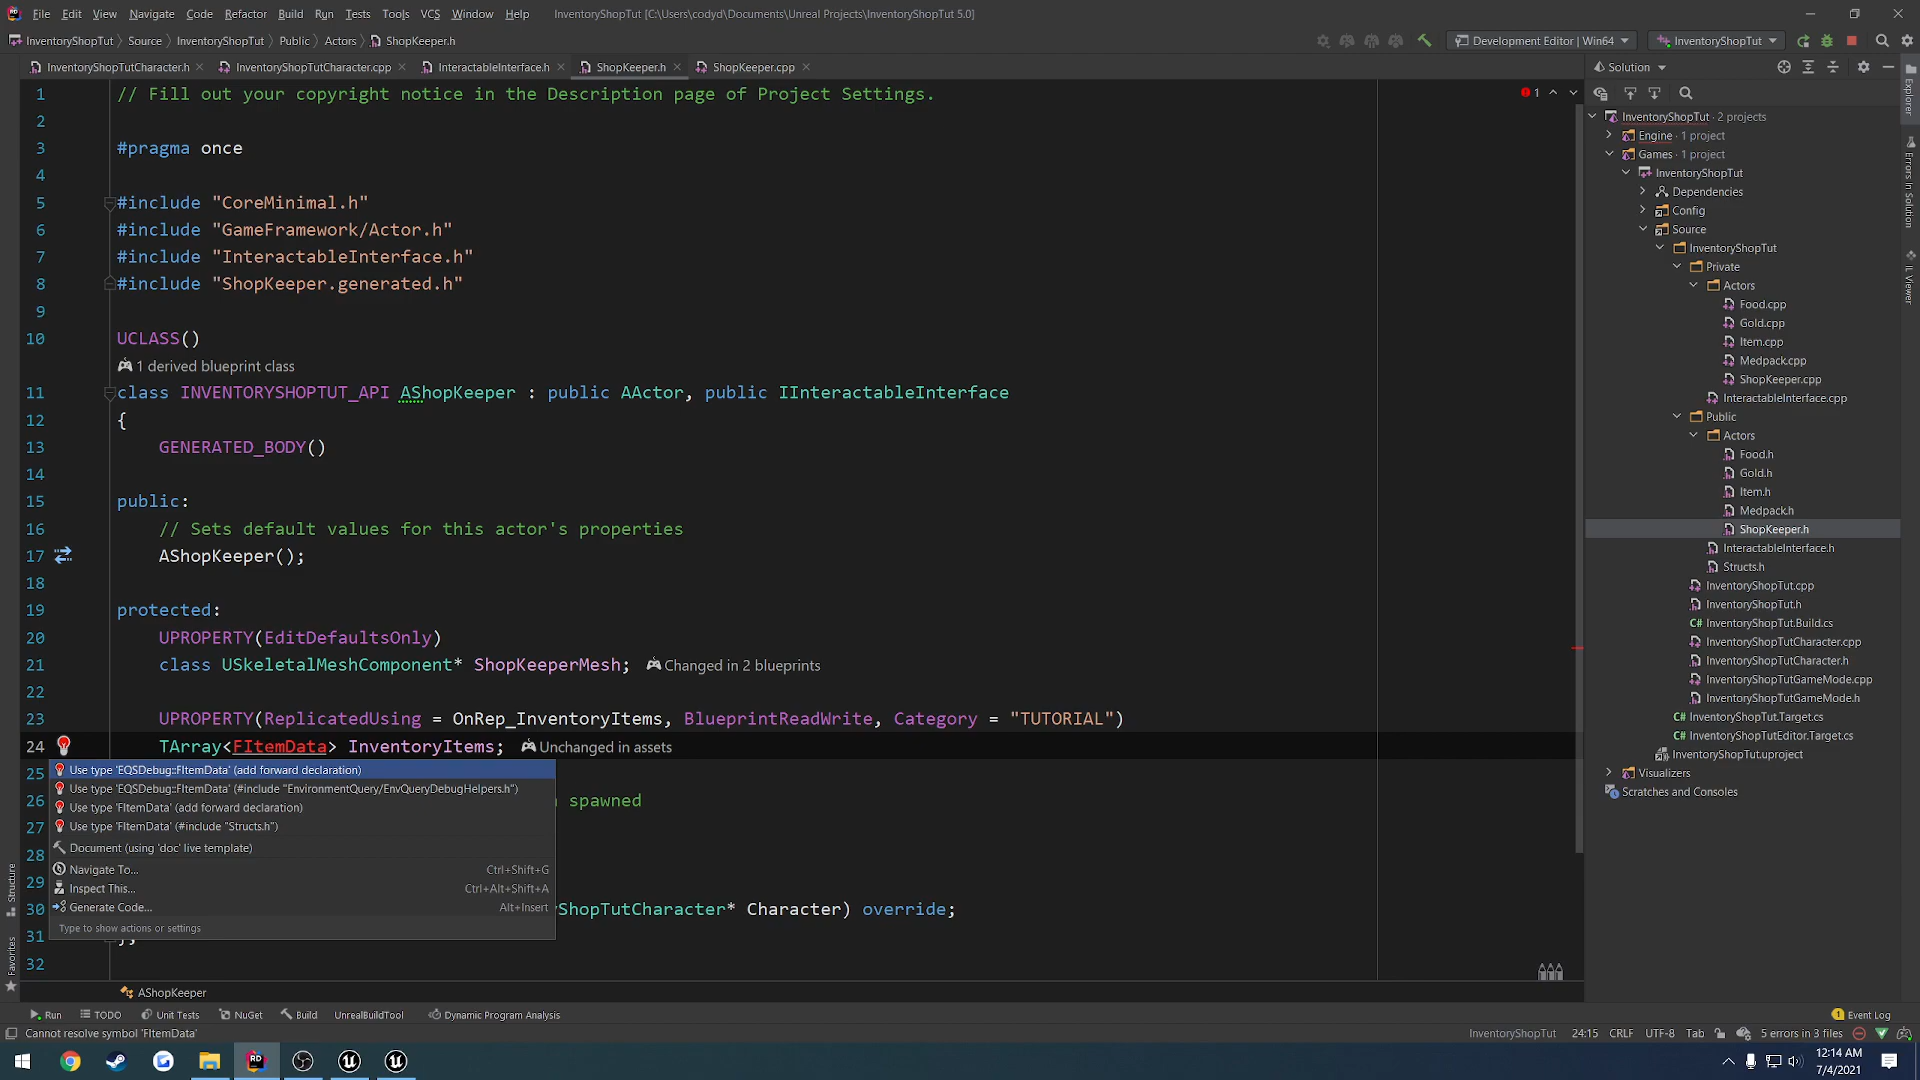 File Edit View Navigate Code Refactor Build Run Tests Tools VCS Window Help InventoryShopTut [C:\Users\codyd\Documents\Unreal Projects\InventoryShopTut 5.0]
InventoryShopTut Source InventoryShopTut Public Actors ShopKeeper.h Development Editor | Win64 InventoryShopTut
InventoryShopTutCharacter.h InventoryShopTutCharacter.cpp InteractableInterface.h ShopKeeper.h ShopKeeper.cpp
1 // Fill out your copyright notice in the Description page of Project Settings.
2
3 #pragma once
4
5 #include "CoreMinimal.h"
6 #include "GameFramework/Actor.h"
7 #include "InteractableInterface.h"
8 #include "ShopKeeper.generated.h"
9
10 UCLASS()
1 derived blueprint class
11 class INVENTORYSHOPTUT_API AShopKeeper : public AActor, public IInteractableInterface
12 {
13 GENERATED_BODY()
14
15 public:
16 // Sets default values for this actor's properties
17 AShopKeeper();
18
19 protected:
20 UPROPERTY(EditDefaultsOnly)
21 class USkeletalMeshComponent* ShopKeeperMesh; Changed in 2 blueprints
22
23 UPROPERTY(ReplicatedUsing = OnRep_InventoryItems, BlueprintReadWrite, Category = "TUTORIAL")
24 TArray<FItemData> InventoryItems; Unchanged in assets
25
26 spawned
27
28
29
30 ShopTutCharacter* Character) override;
31 };
32
Use type 'EQSDebug::FItemData' (add forward declaration)
Use type 'EQSDebug::FItemData' (#include "EnvironmentQuery/EnvQueryDebugHelpers.h")
Use type 'FItemData' (add forward declaration)
Use type 'FItemData' (#include "Structs.h")
Document (using 'doc' live template)
Navigate To... Ctrl+Shift+G
Inspect This... Ctrl+Alt+Shift+A
Generate Code... Alt+Insert
Type to show actions or settings
1
Solution
InventoryShopTut · 2 projects
Engine · 1 project
Games · 1 project
InventoryShopTut
Dependencies
Config
Source
InventoryShopTut
Private
Actors
Food.cpp
Gold.cpp
Item.cpp
Medpack.cpp
ShopKeeper.cpp
InteractableInterface.cpp
Public
Actors
Food.h
Gold.h
Item.h
Medpack.h
ShopKeeper.h
InteractableInterface.h
Structs.h
InventoryShopTut.cpp
InventoryShopTut.h
InventoryShopTut.Build.cs
InventoryShopTutCharacter.cpp
InventoryShopTutCharacter.h
InventoryShopTutGameMode.cpp
InventoryShopTutGameMode.h
InventoryShopTut.Target.cs
InventoryShopTutEditor.Target.cs
InventoryShopTut.uproject
Visualizers
Scratches and Consoles
Explorer
Errors In Solution
IL Viewer
Structure
Favorites
AShopKeeper
Run TODO Unit Tests NuGet Build UnrealBuildTool Dynamic Program Analysis 1 Event Log
Cannot resolve symbol 'FItemData' InventoryShopTut 24:15 CRLF UTF-8 Tab 5 errors in 3 files
RD
12:14 AM
7/4/2021